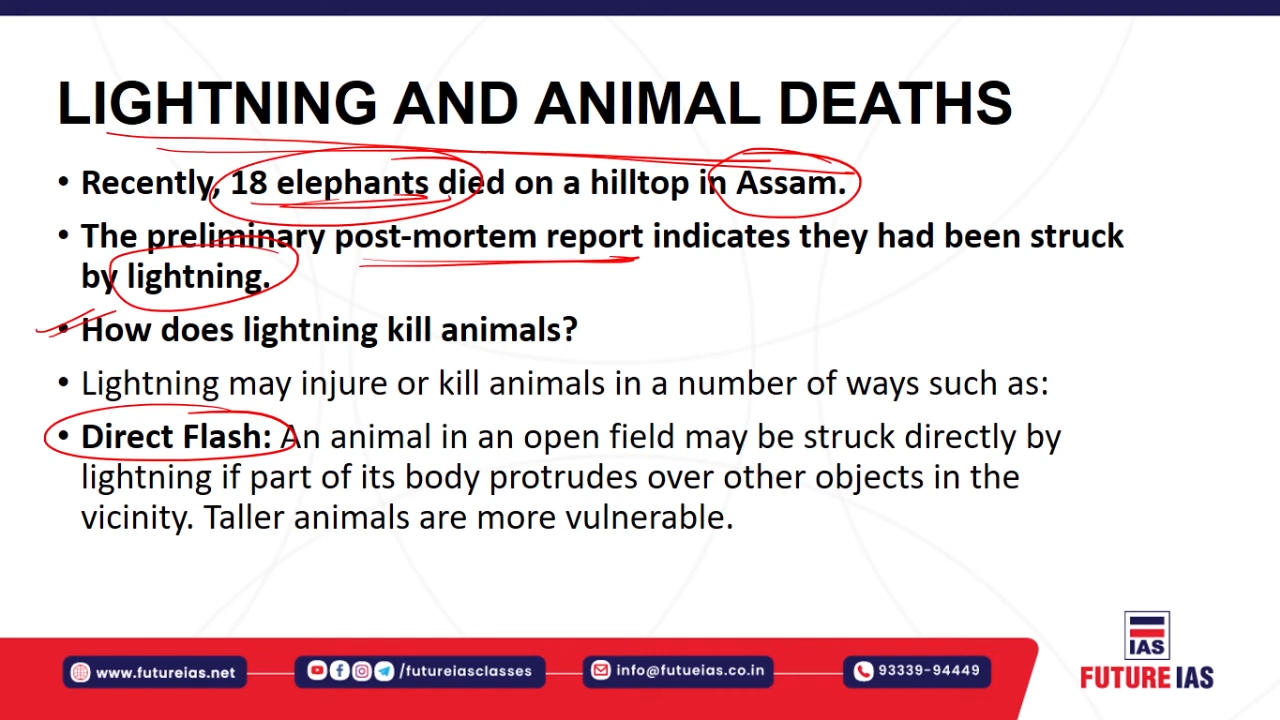 LIGHTNING AND ANIMAL DEATHS
• Recently, 18 elephants died on a hilltop in Assam.
• The preliminary post-mortem report indicates they had been struck
by lightning.
• How does lightning kill animals?
• Lightning may injure or kill animals in a number of ways such as:
• Direct Flash: An animal in an open field may be struck directly by
lightning if part of its body protrudes over other objects in the
vicinity. Taller animals are more vulnerable.
IAS
FUTURE IAS
www.futureias.net
/futureiasclasses
info@futueias.co.in
93339-94449